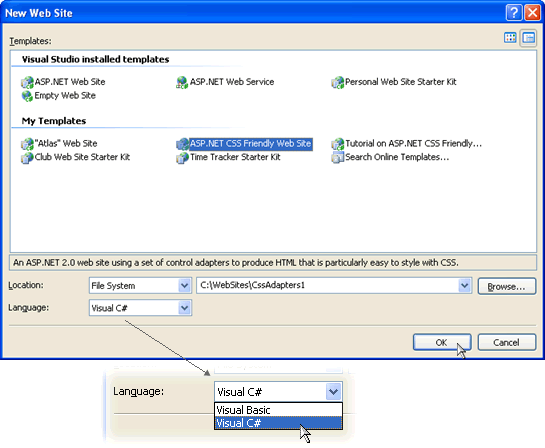 New Web Site
Templates:
Visual Studio installed templates
ASP.NET Web Site ASP.NET Web Service Personal Web Site Starter Kit
Empty Web Site
My Templates
"Atlas" Web Site ASP.NET CSS Friendly Web Site Tutorial on ASP.NET CSS Friendly...
Club Web Site Starter Kit Time Tracker Starter Kit Search Online Templates...
An ASP.NET 2.0 web site using a set of control adapters to produce HTML that is particularly easy to style with CSS.
Location: File System C:\WebSites\CssAdapters1 Browse...
Language: Visual C#
OK Cancel
Language: Visual C#
Visual Basic
Visual C#